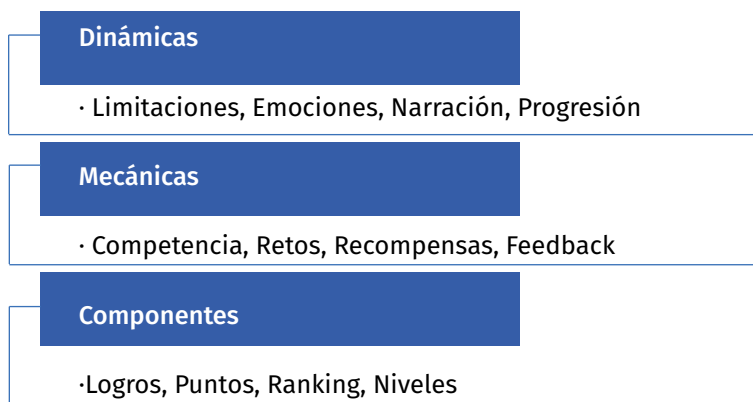 Dinámicas
· Limitaciones, Emociones, Narración, Progresión
Mecánicas
· Competencia, Retos, Recompensas, Feedback
Componentes
·Logros, Puntos, Ranking, Niveles